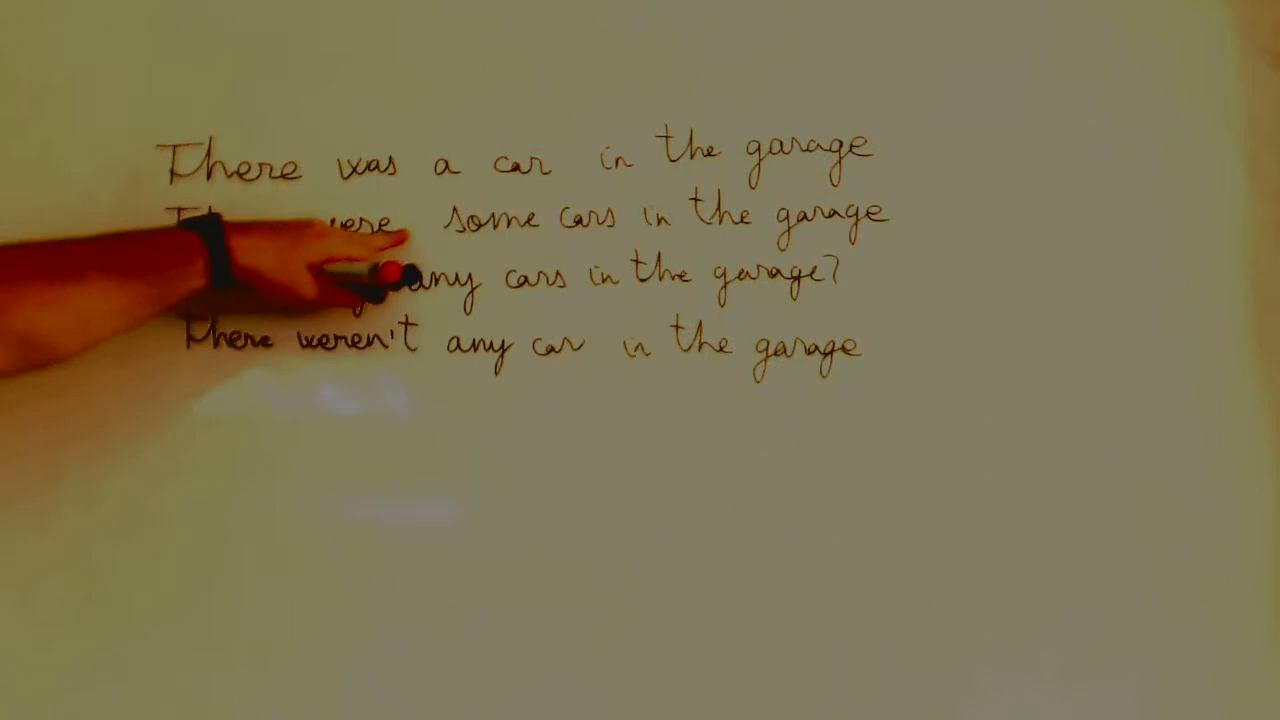 There was a car in the garage
were some cars in the garage
any cars in the garage?
There weren't any car in the garage